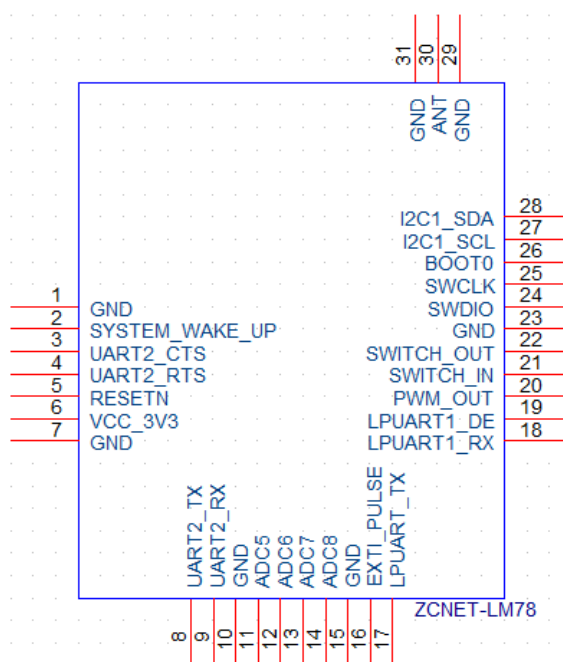 31 30 29
GND ANT GND
28 I2C1_SDA
27 I2C1_SCL
26 BOOT0
25 SWCLK
24 SWDIO
23 GND
22 SWITCH_OUT
21 SWITCH_IN
20 PWM_OUT
19 LPUART1_DE
18 LPUART1_RX
1 GND
2 SYSTEM_WAKE_UP
3 UART2_CTS
4 UART2_RTS
5 RESETN
6 VCC_3V3
7 GND
UART2_TX UART2_RX GND ADC5 ADC6 ADC7 ADC8 GND EXTI_PULSE LPUART_TX
8 9 10 11 12 13 14 15 16 17
ZCNET-LM78